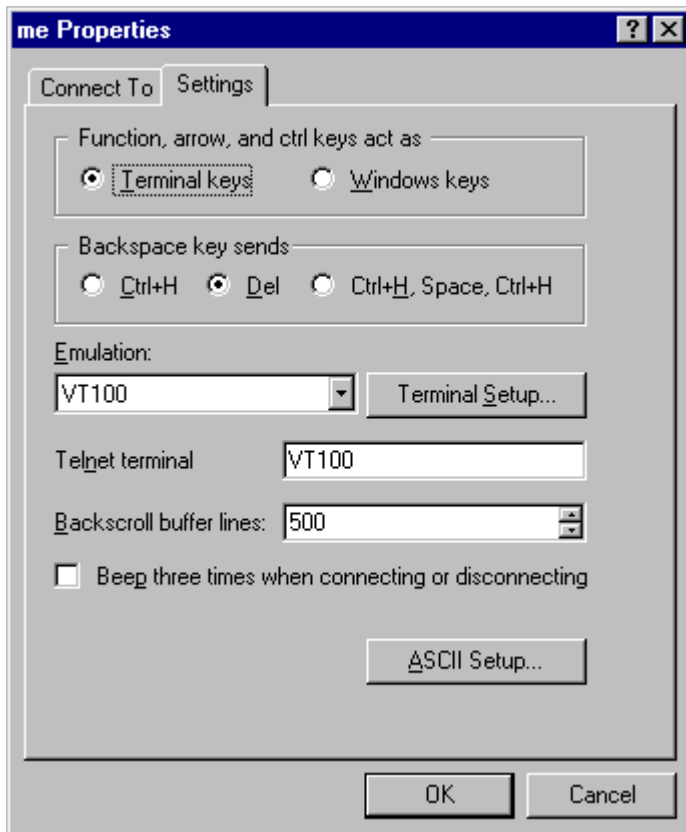 me Properties
Connect To Settings
Function, arrow, and ctrl keys act as
Terminal keys Windows keys
Backspace key sends
Ctrl+H Del Ctrl+H, Space, Ctrl+H
Emulation:
VT100 Terminal Setup...
Telnet terminal VT100
Backscroll buffer lines: 500
Beep three times when connecting or disconnecting
ASCII Setup...
OK Cancel